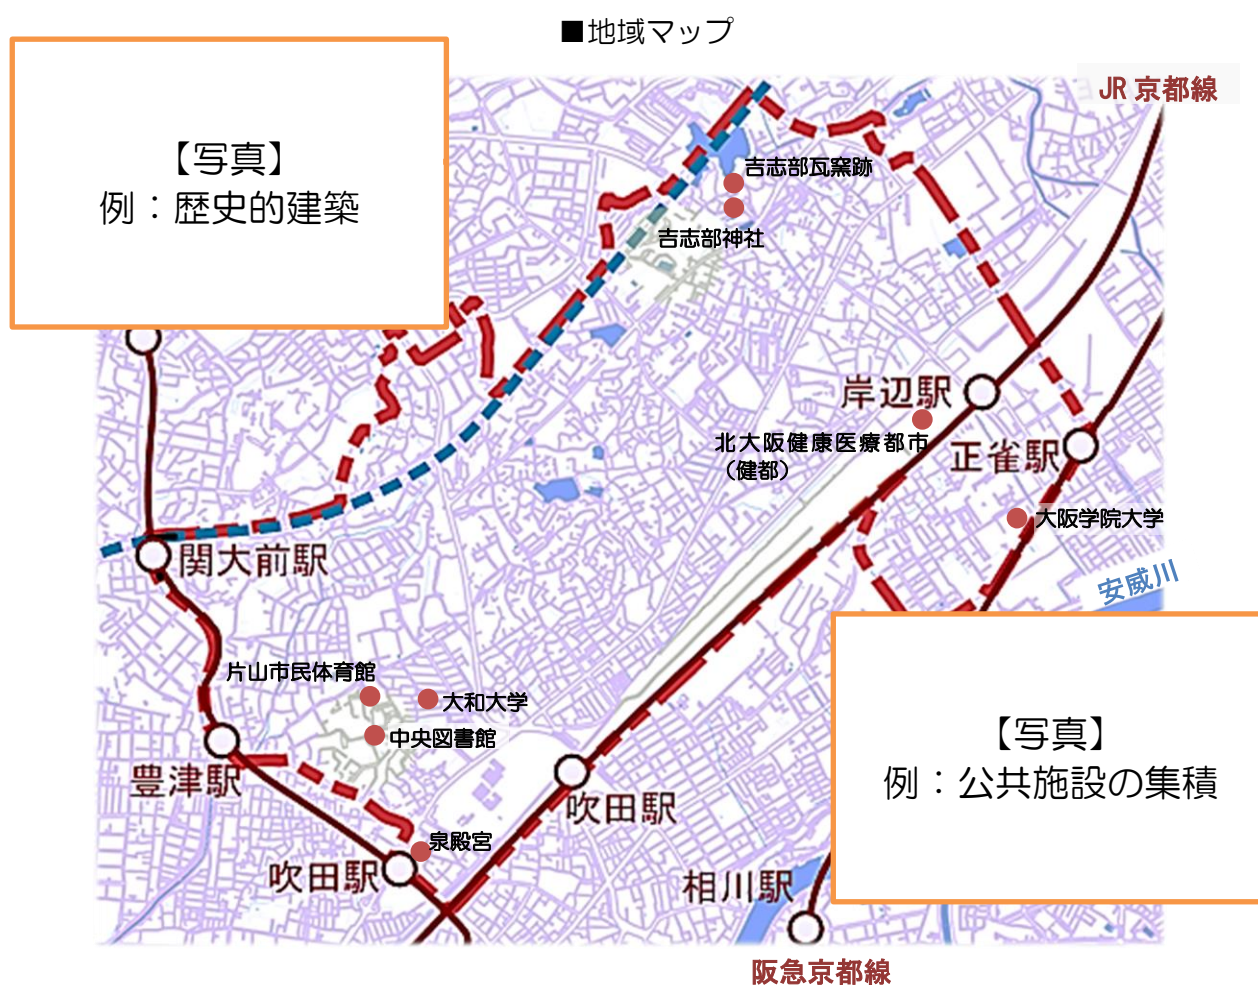 ■地域マップ
JR京都線
【写真】
例：歴史的建築
吉志部瓦窯跡
吉志部神社
岸辺駅
北大阪健康医療都市
（健都）
正雀駅
大阪学院大学
関大前駅
安威川
片山市民体育館
大和大学
中央図書館
豊津駅
【写真】
例：公共施設の集積
吹田駅
泉殿宮
吹田駅
相川駅
阪急京都線